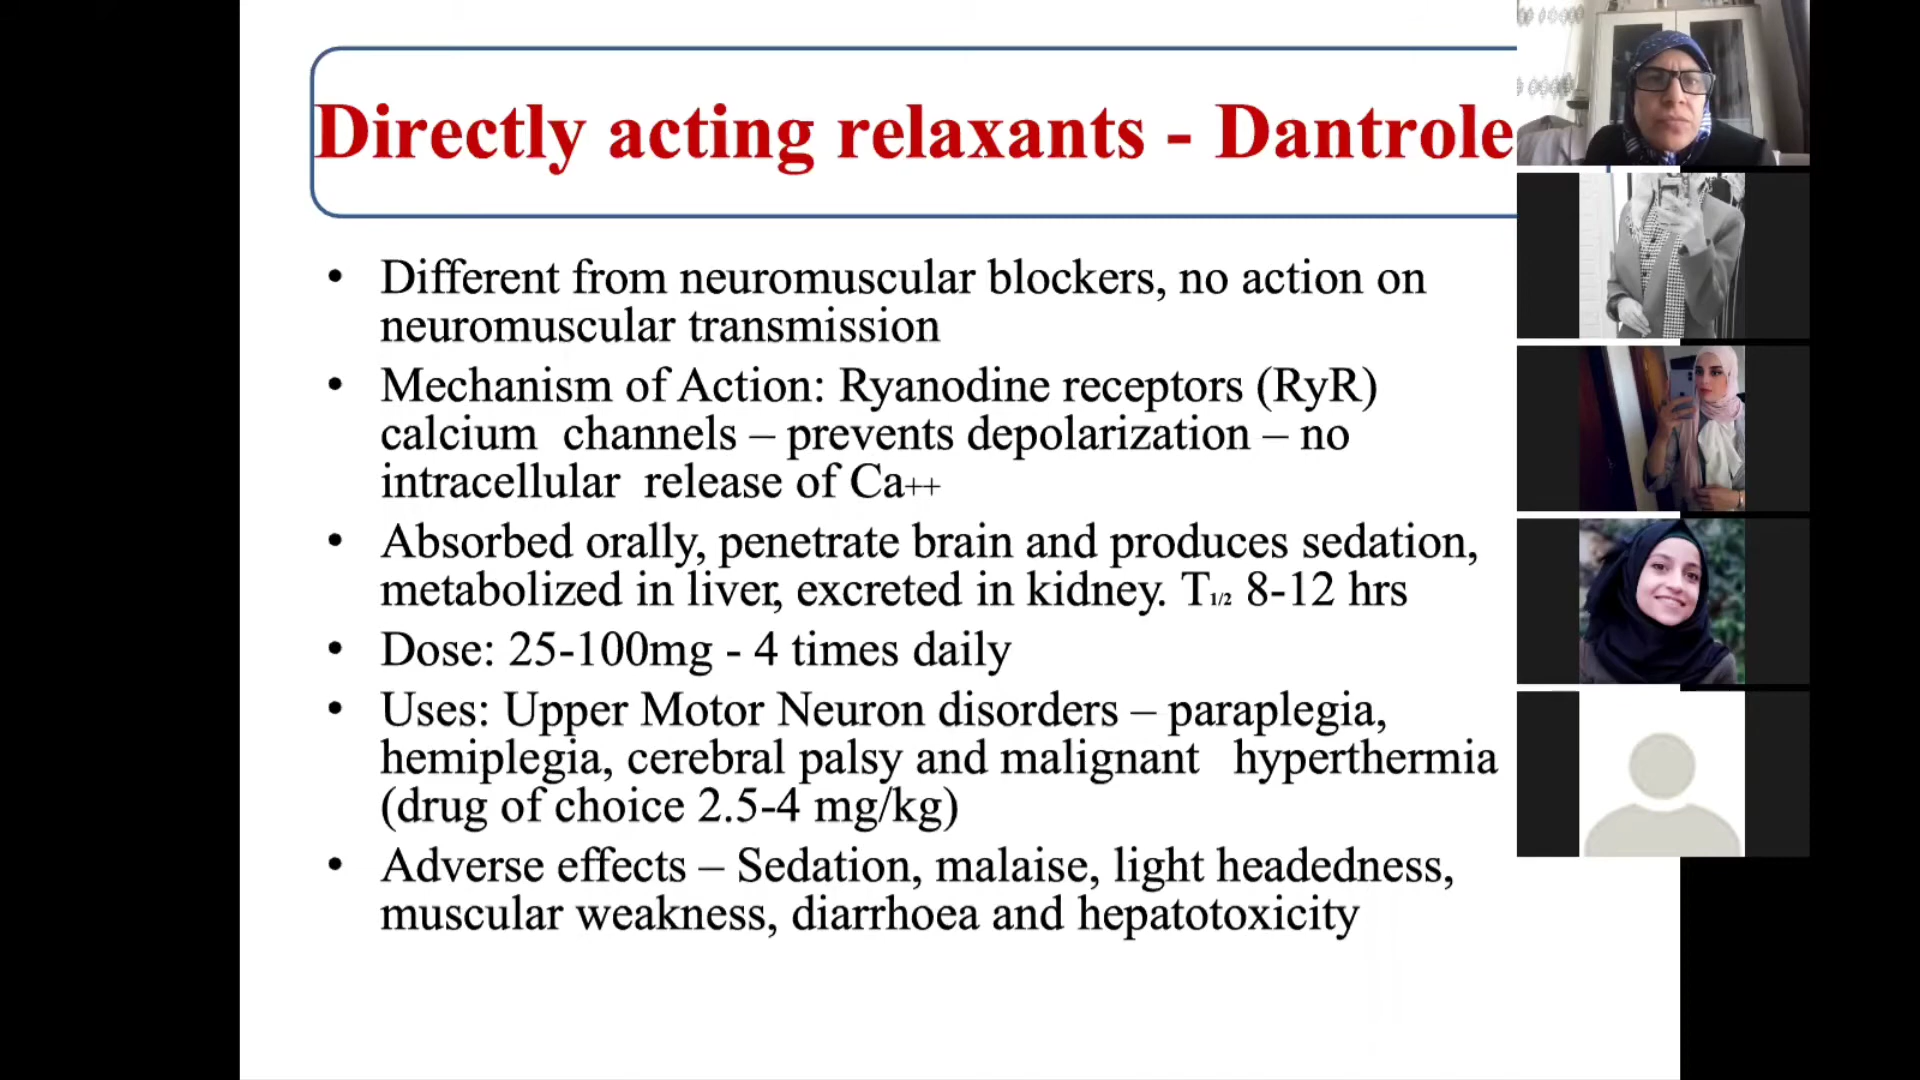 Directly acting relaxants - Dantrole
• Different from neuromuscular blockers, no action on
neuromuscular transmission
• Mechanism of Action: Ryanodine receptors (RyR)
calcium channels – prevents depolarization – no
intracellular release of Ca++
• Absorbed orally, penetrate brain and produces sedation,
metabolized in liver, excreted in kidney. T1/2 8-12 hrs
• Dose: 25-100mg - 4 times daily
• Uses: Upper Motor Neuron disorders – paraplegia,
hemiplegia, cerebral palsy and malignant hyperthermia
(drug of choice 2.5-4 mg/kg)
• Adverse effects – Sedation, malaise, light headedness,
muscular weakness, diarrhoea and hepatotoxicity